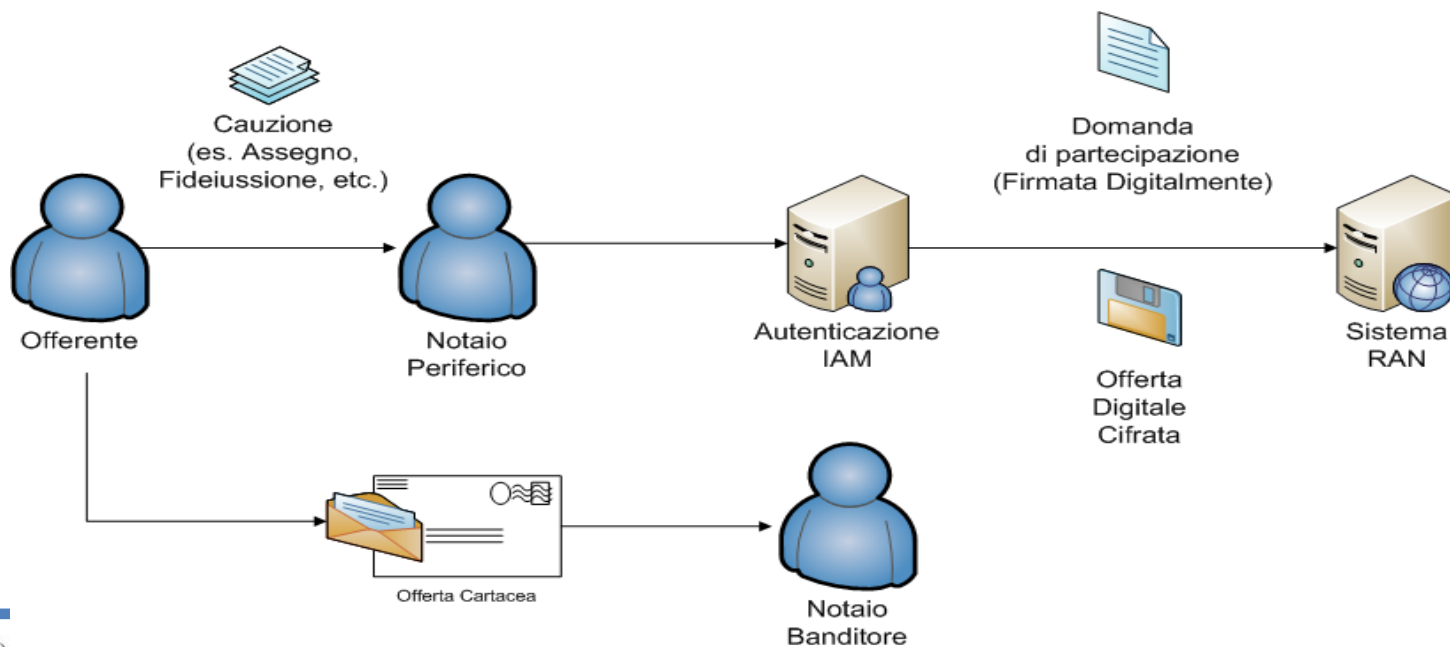 Cauzione
(es. Assegno,
Fideiussione, etc.)
Domanda
di partecipazione
(Firmata Digitalmente)
Offerente
Notaio
Periferico
Autenticazione
IAM
Sistema
RAN
Offerta
Digitale
Cifrata
Offerta Cartacea
Notaio
Banditore